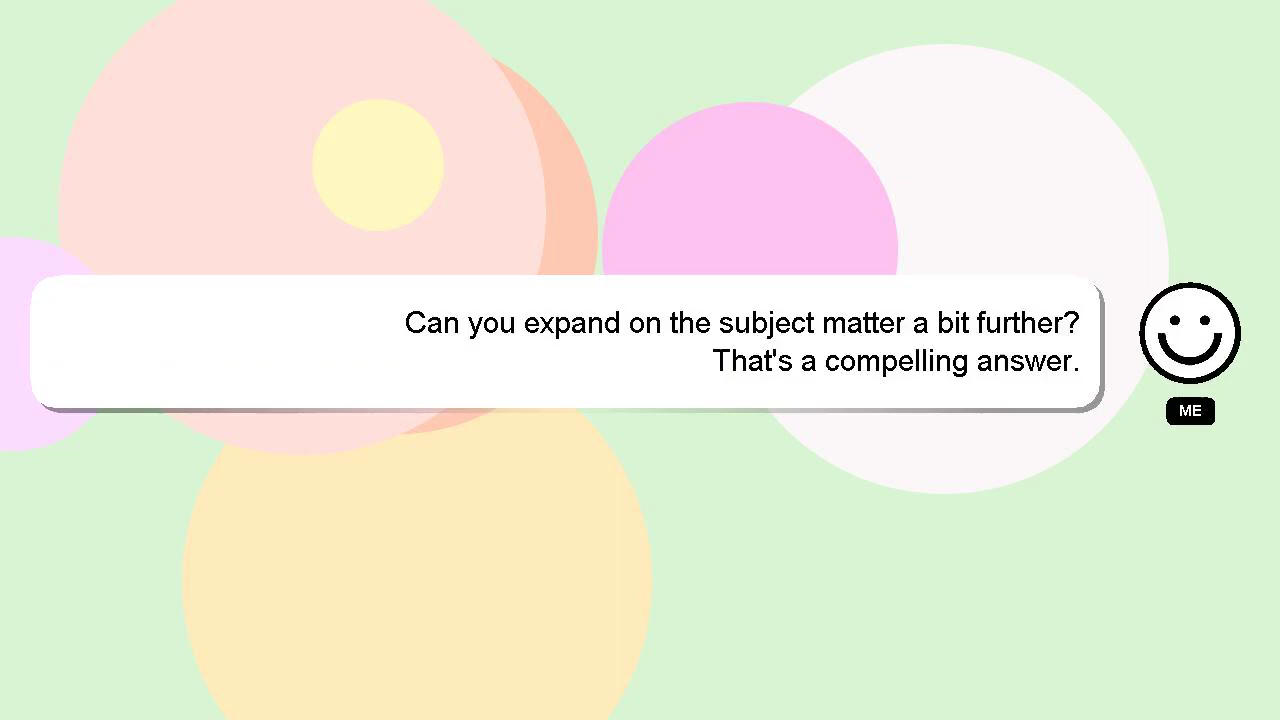 Can you expand on the subject matter a bit further?
That's a compelling answer.
ME